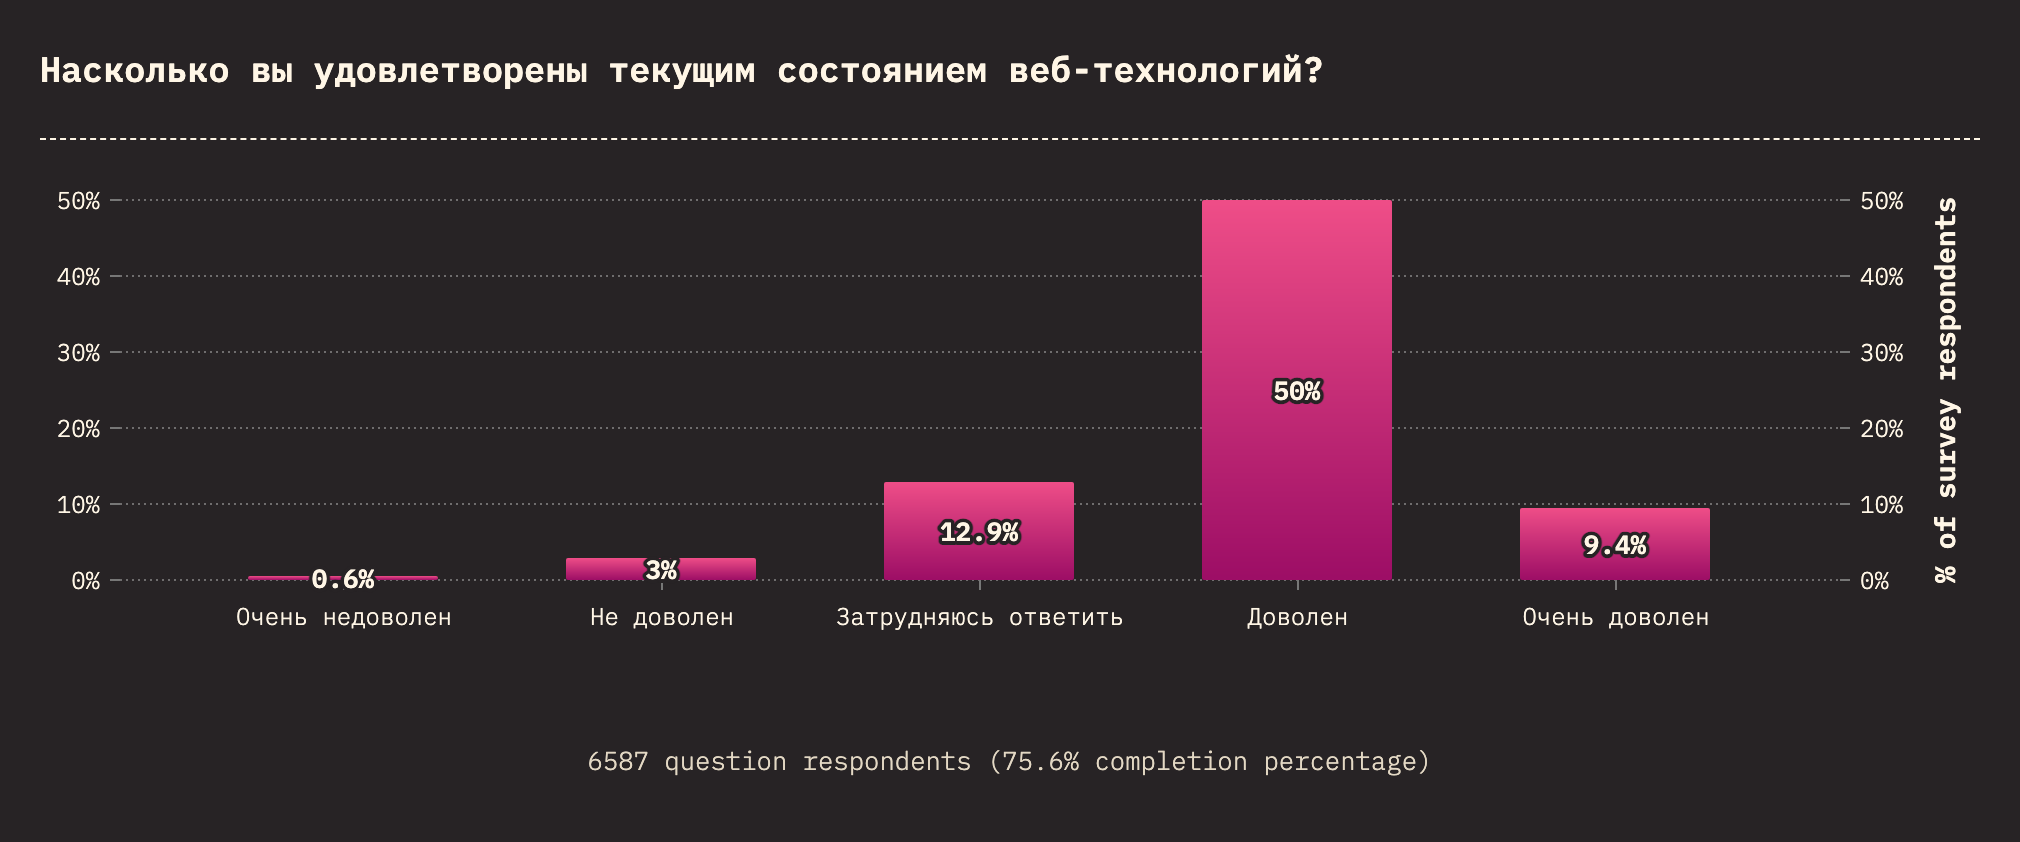 Насколько вы удовлетворены текущим состоянием веб-технологий?
50%
40%
30%
20%
10%
0%
50%
40%
30%
20%
10%
0%
% of survey respondents
0.6%
3%
12.9%
50%
9.4%
Очень недоволен
Не доволен
Затрудняюсь ответить
Доволен
Очень доволен
6587 question respondents (75.6% completion percentage)